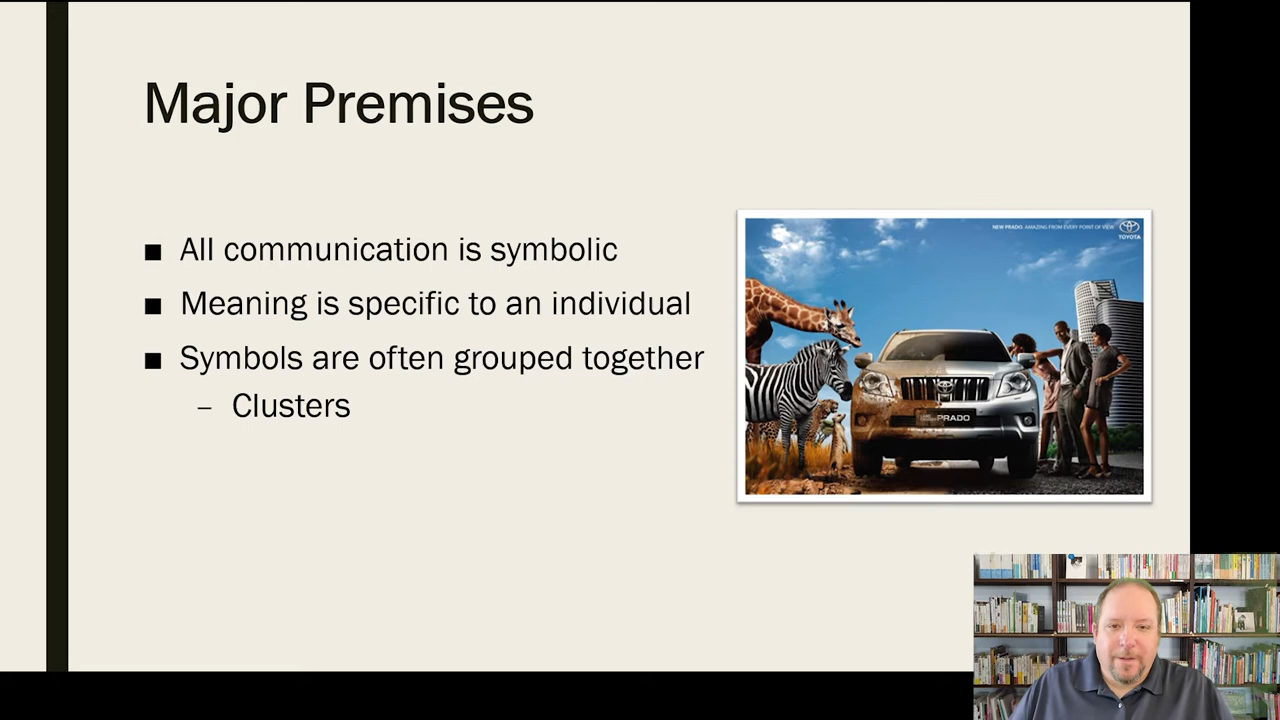 Major Premises
■ All communication is symbolic
■ Meaning is specific to an individual
■ Symbols are often grouped together
– Clusters
NEW PRADO. AMAZING FROM EVERY POINT OF VIEW.
TOYOTA
PRADO